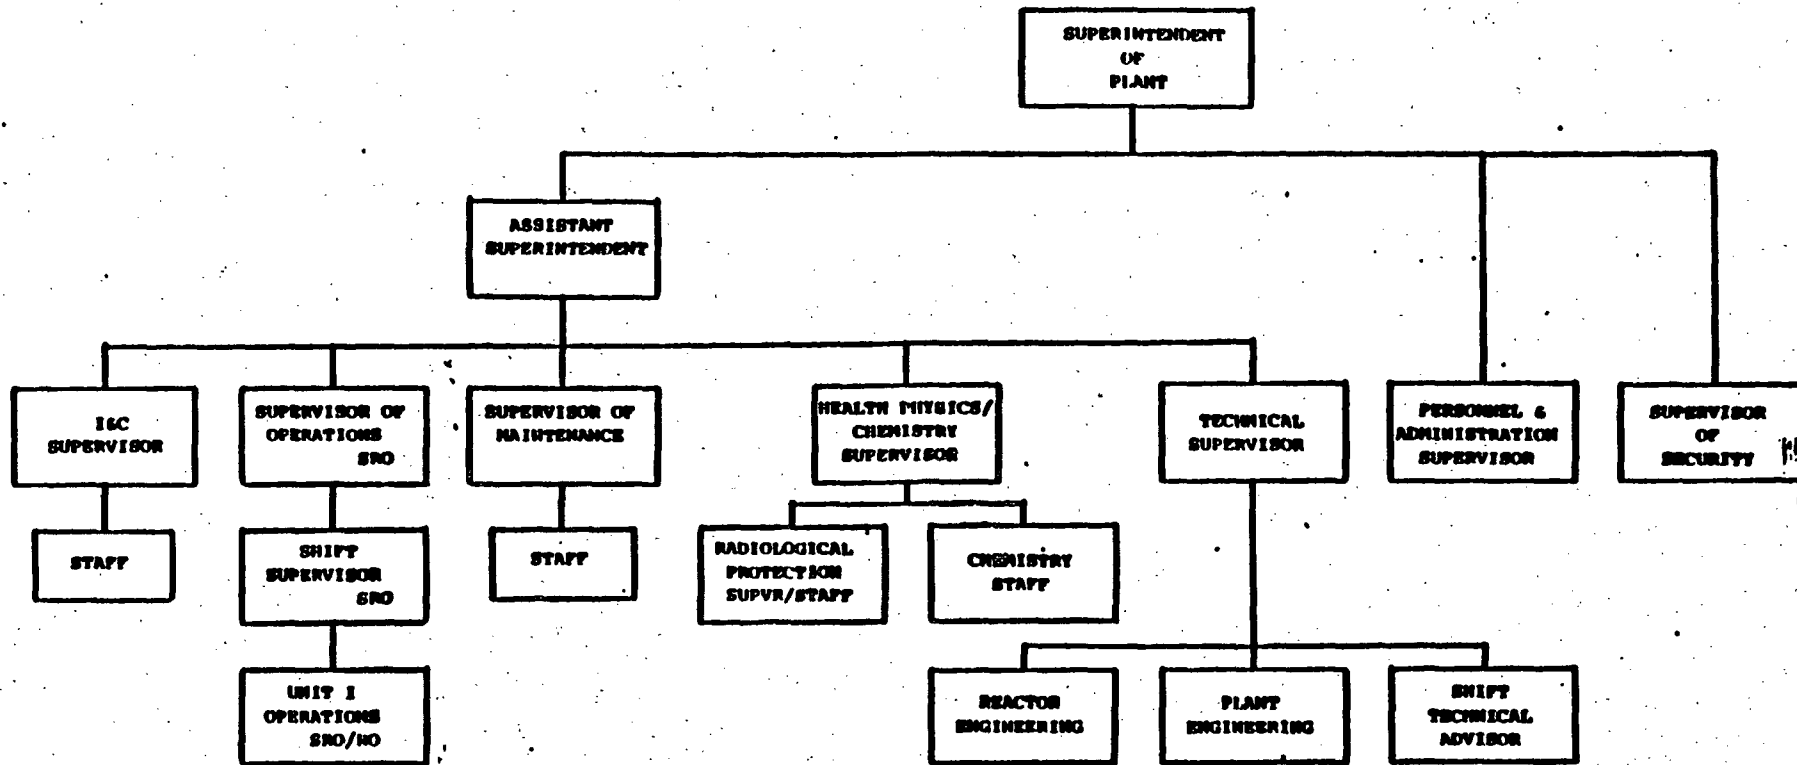 SUPERINTENDENT
OF
PLANT
ASSISTANT
SUPERINTENDENT
I&C
SUPERVISOR
SUPERVISOR OF
OPERATIONS
SRO
SUPERVISOR OF
MAINTENANCE
HEALTH PHYSICS/
CHEMISTRY
SUPERVISOR
TECHNICAL
SUPERVISOR
PERSONNEL &
ADMINISTRATION
SUPERVISOR
SUPERVISOR
OF
SECURITY
STAFF
SHIFT
SUPERVISOR
SRO
STAFF
RADIOLOGICAL
PROTECTION
SUPVR/STAFF
CHEMISTRY
STAFF
UNIT I
OPERATIONS
SRO/RO
REACTOR
ENGINEERING
PLANT
ENGINEERING
SHIFT
TECHNICAL
ADVISOR